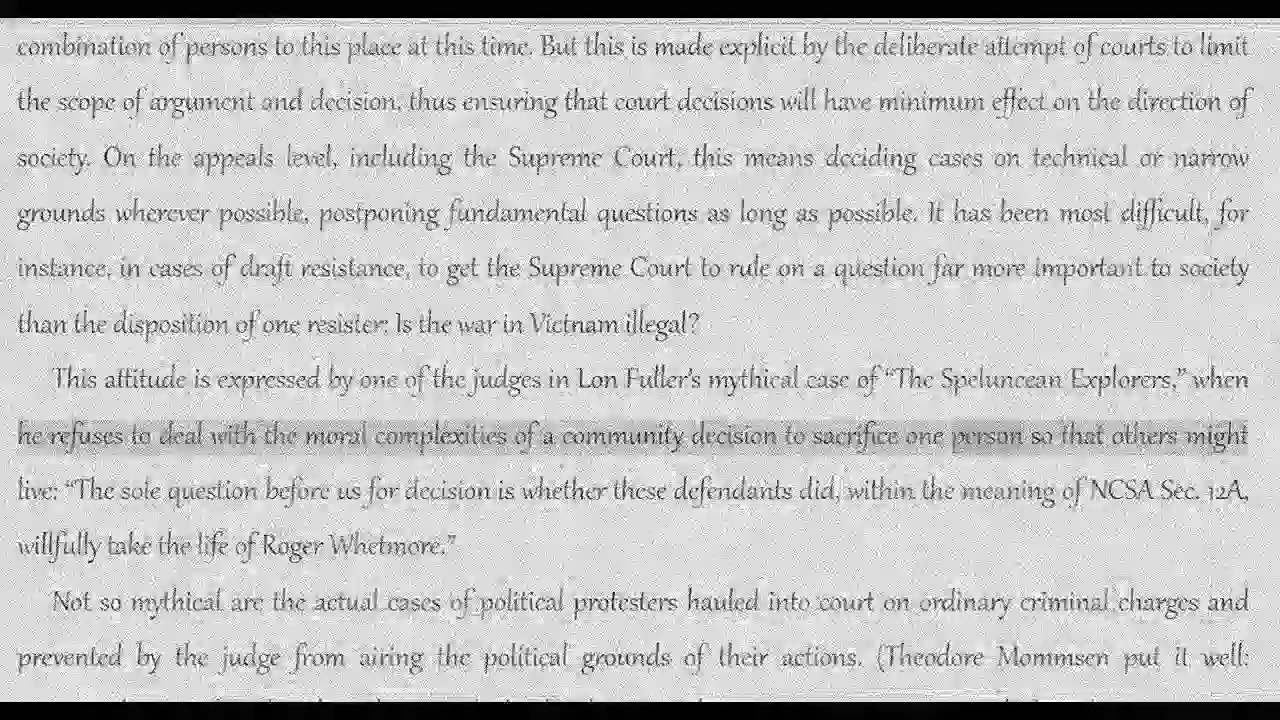 combination of persons to this place at this time. But this is made explicit by the deliberate attempt of courts to limit
the scope of argument and decision, thus ensuring that court decisions will have minimum effect on the direction of
society. On the appeals level, including the Supreme Court, this means deciding cases on technical or narrow
grounds wherever possible, postponing fundamental questions as long as possible. It has been most difficult, for
instance, in cases of draft resistance, to get the Supreme Court to rule on a question far more important to society
than the disposition of one resister: Is the war in Vietnam illegal?
This attitude is expressed by one of the judges in Lon Fuller's mythical case of “The Speluncean Explorers,” when
he refuses to deal with the moral complexities of a community decision to sacrifice one person so that others might
live: “The sole question before us for decision is whether these defendants did, within the meaning of NCSA Sec. 12A,
willfully take the life of Roger Whetmore.”
Not so mythical are the actual cases of political protesters hauled into court on ordinary criminal charges and
prevented by the judge from airing the political grounds of their actions. (Theodore Mommsen put it well: